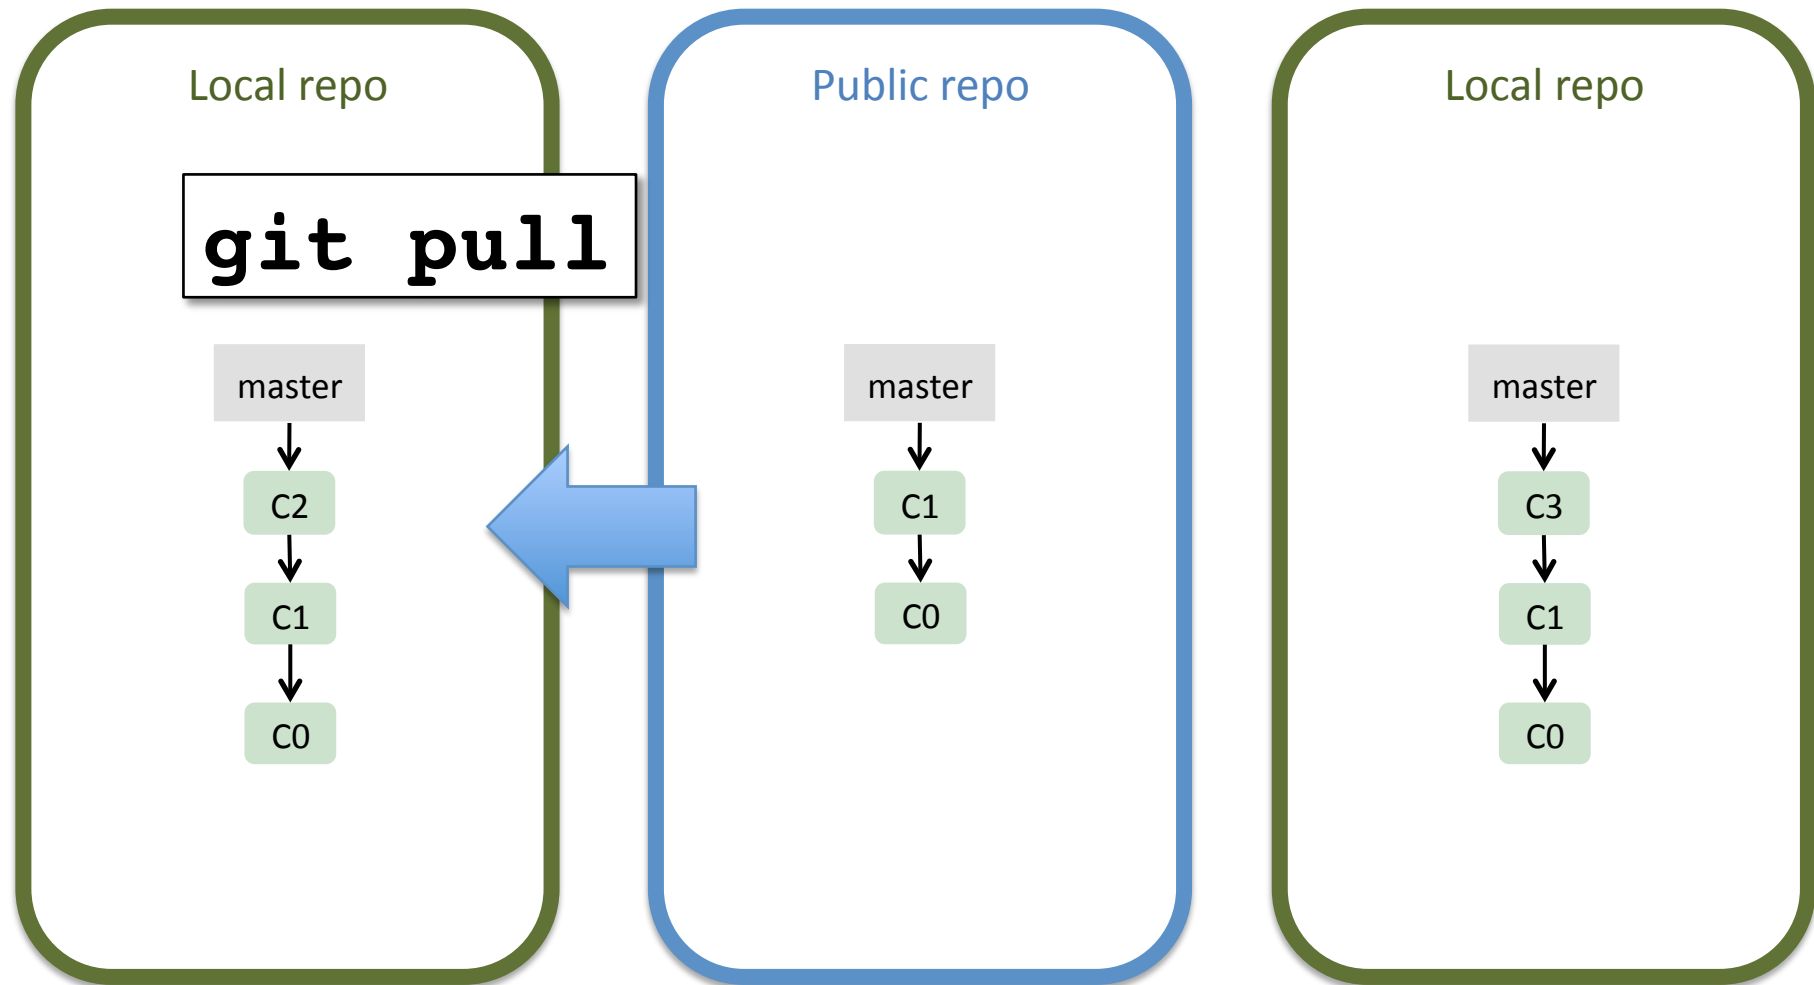 Local repo
git pull
master
C2
C1
C0
Public repo
master
C1
C0
Local repo
master
C3
C1
C0